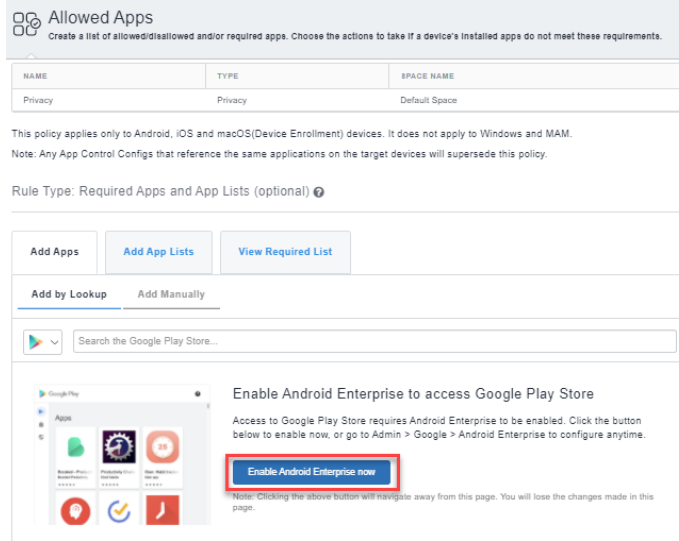 Allowed Apps
Create a list of allowed/disallowed and/or required apps. Choose the actions to take if a device's installed apps do not meet these requirements.
NAME TYPE SPACE NAME
Privacy Privacy Default Space
This policy applies only to Android, iOS and macOS(Device Enrollment) devices. It does not apply to Windows and MAM.
Note: Any App Control Configs that reference the same applications on the target devices will supersede this policy.
Rule Type: Required Apps and App Lists (optional)
Add Apps Add App Lists View Required List
Add by Lookup Add Manually
Search the Google Play Store...
Google Play
Apps
Enable Android Enterprise to access Google Play Store
Access to Google Play Store requires Android Enterprise to be enabled. Click the button
below to enable now, or go to Admin > Google > Android Enterprise to configure anytime.
Enable Android Enterprise now
Note: Clicking the above button will navigate away from this page. You will lose the changes made in this
page.